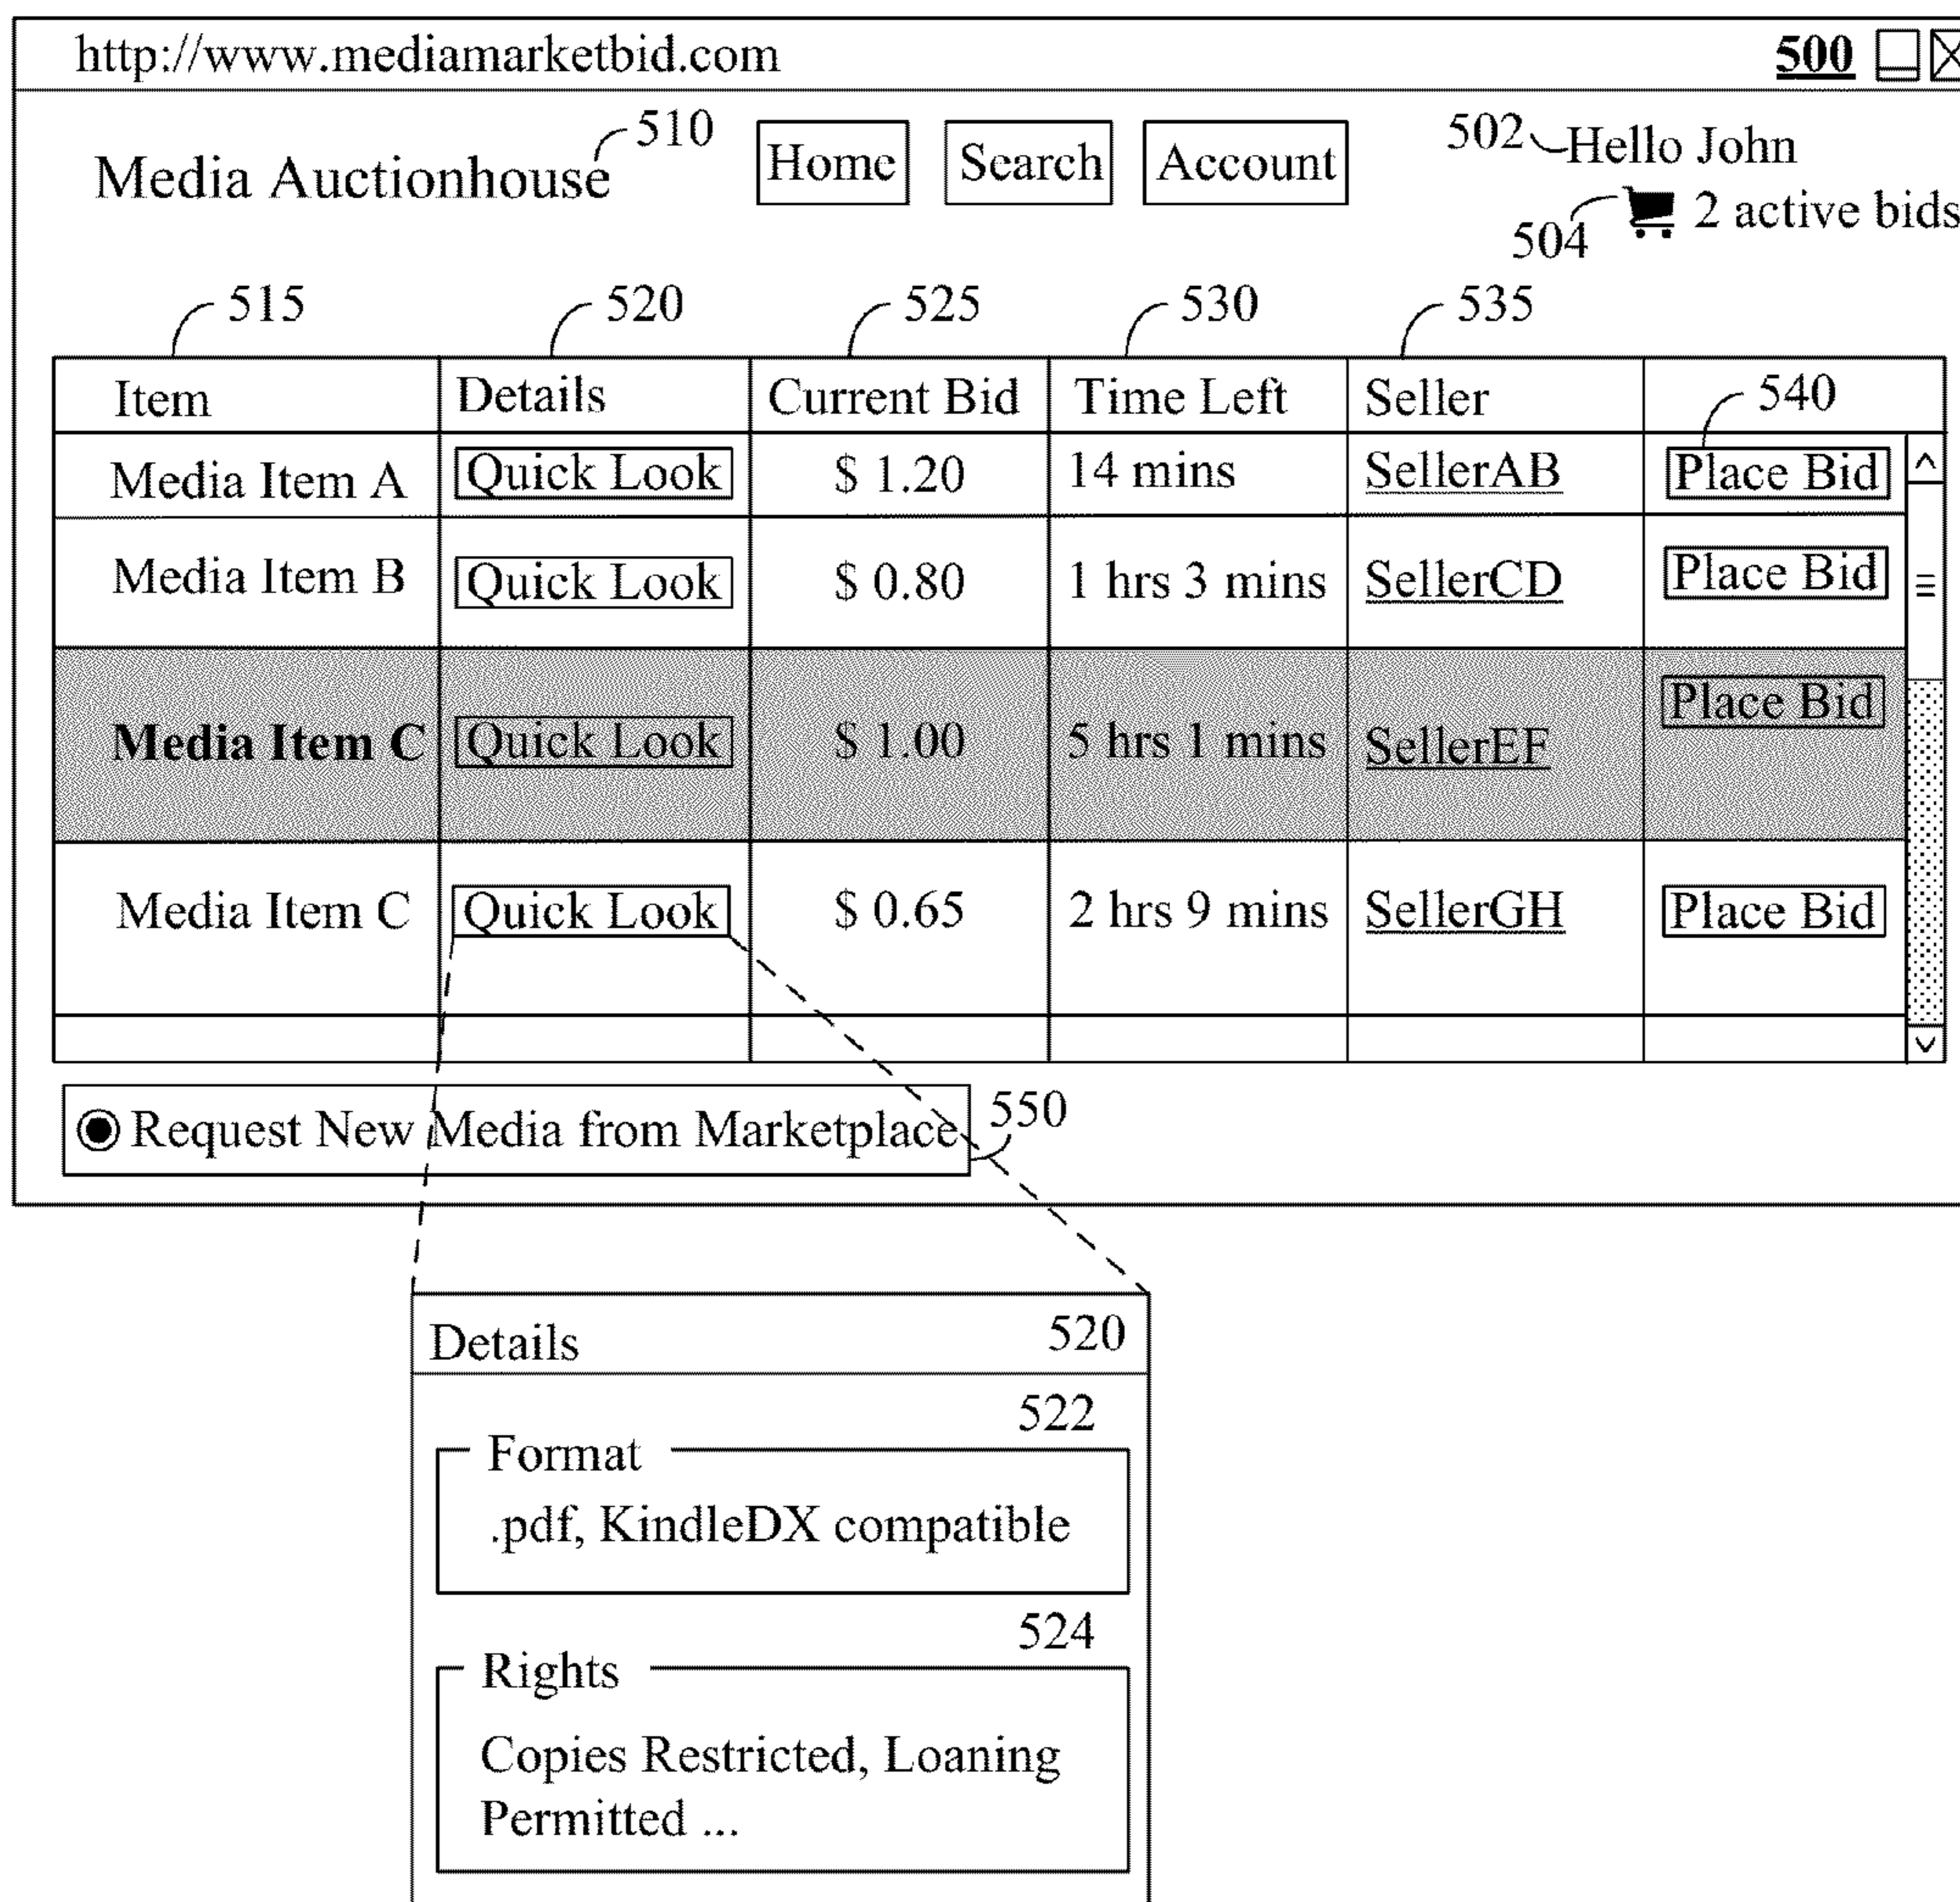 http://www.mediamarketbid.com 500
510 502 Hello John
Media Auctionhouse Home Search Account
504 2 active bids
515 520 525 530 535
Item Details Current Bid Time Left Seller 540
Media Item A Quick Look $ 1.20 14 mins SellerAB Place Bid
Media Item B Quick Look $ 0.80 1 hrs 3 mins SellerCD Place Bid
Media Item C Quick Look $ 1.00 5 hrs 1 mins SellerEF Place Bid
Media Item C Quick Look $ 0.65 2 hrs 9 mins SellerGH Place Bid
Request New Media from Marketplace 550
Details 520
522
Format
.pdf, KindleDX compatible
524
Rights
Copies Restricted, Loaning
Permitted ...